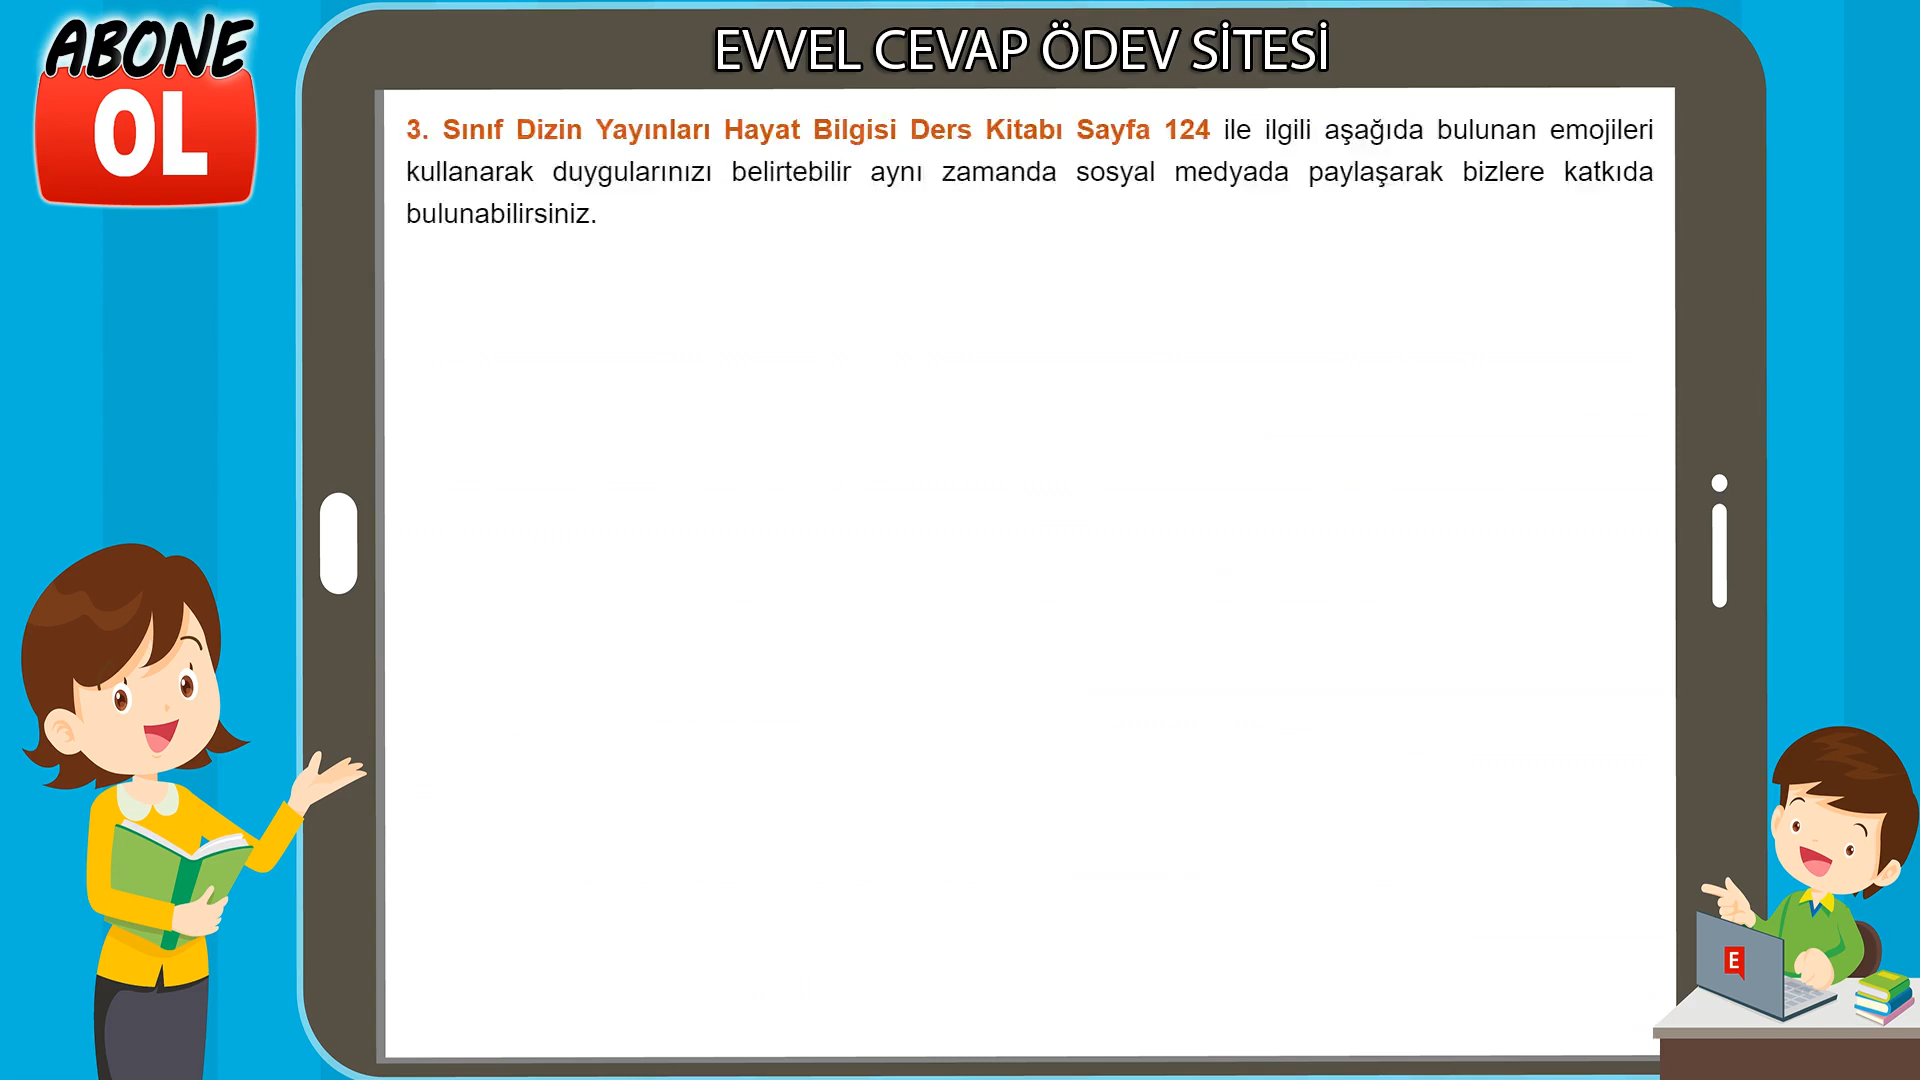 ABONE
OL
EVVEL CEVAP ÖDEV SİTESİ
3. Sınıf Dizin Yayınları Hayat Bilgisi Ders Kitabı Sayfa 124 ile ilgili aşağıda bulunan emojileri
kullanarak duygularınızı belirtebilir aynı zamanda sosyal medyada paylaşarak bizlere katkıda
bulunabilirsiniz.
E